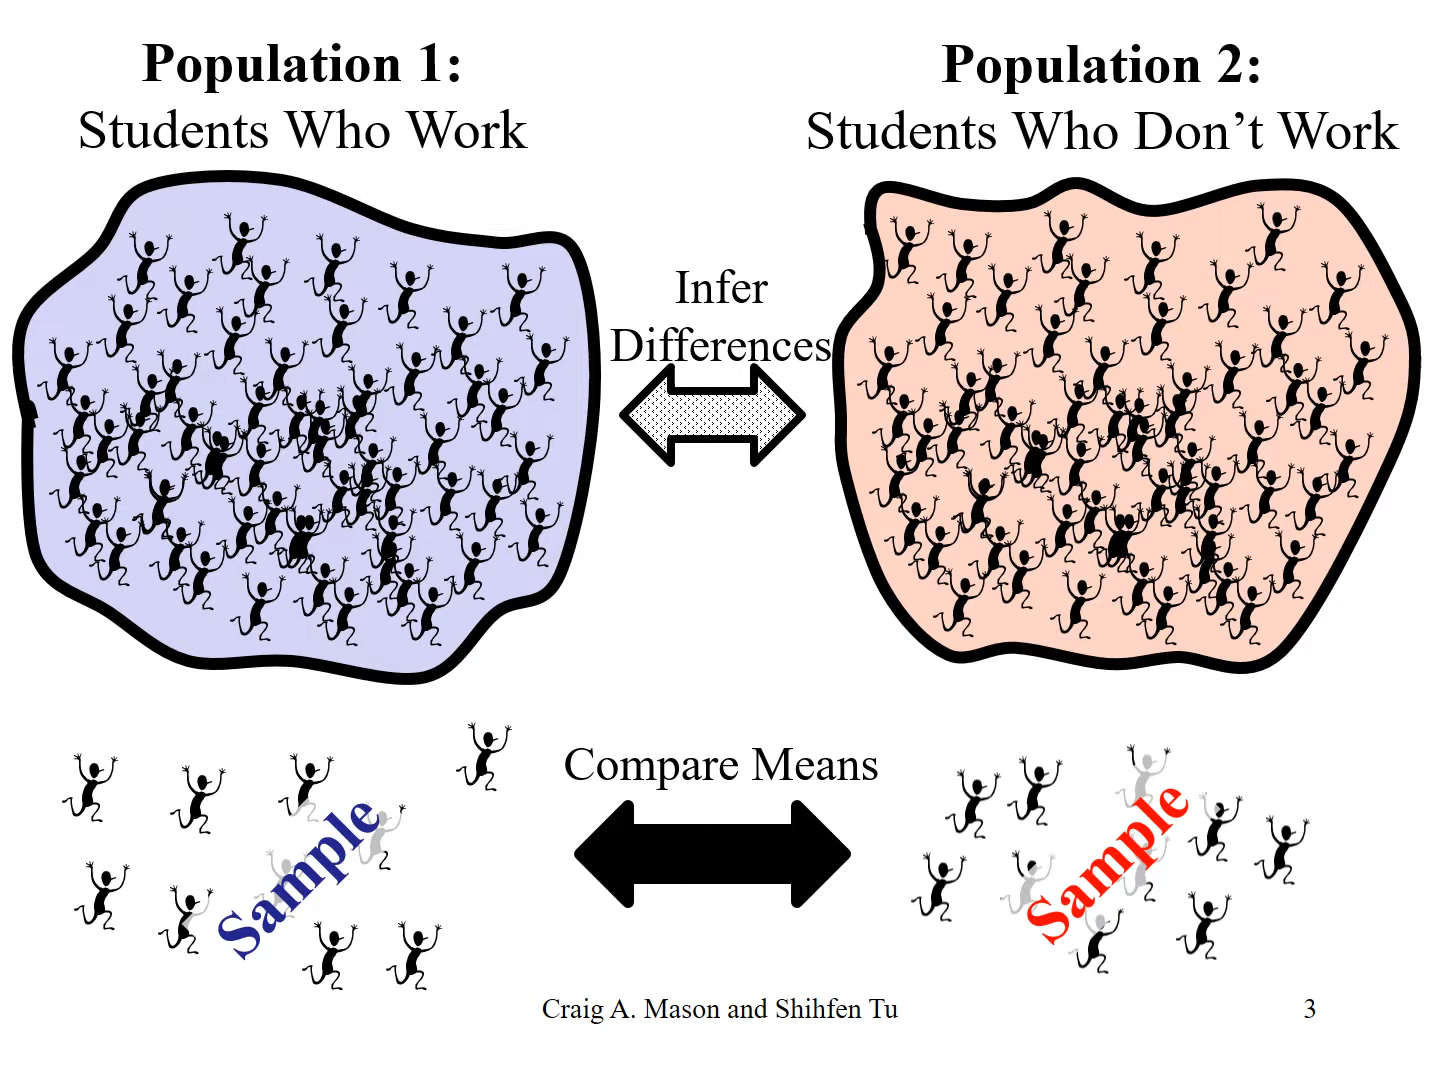 Population 1:
Students Who Work
Population 2:
Students Who Don’t Work
Infer
Differences
Compare Means
Sample
Sample
Craig A. Mason and Shihfen Tu
3